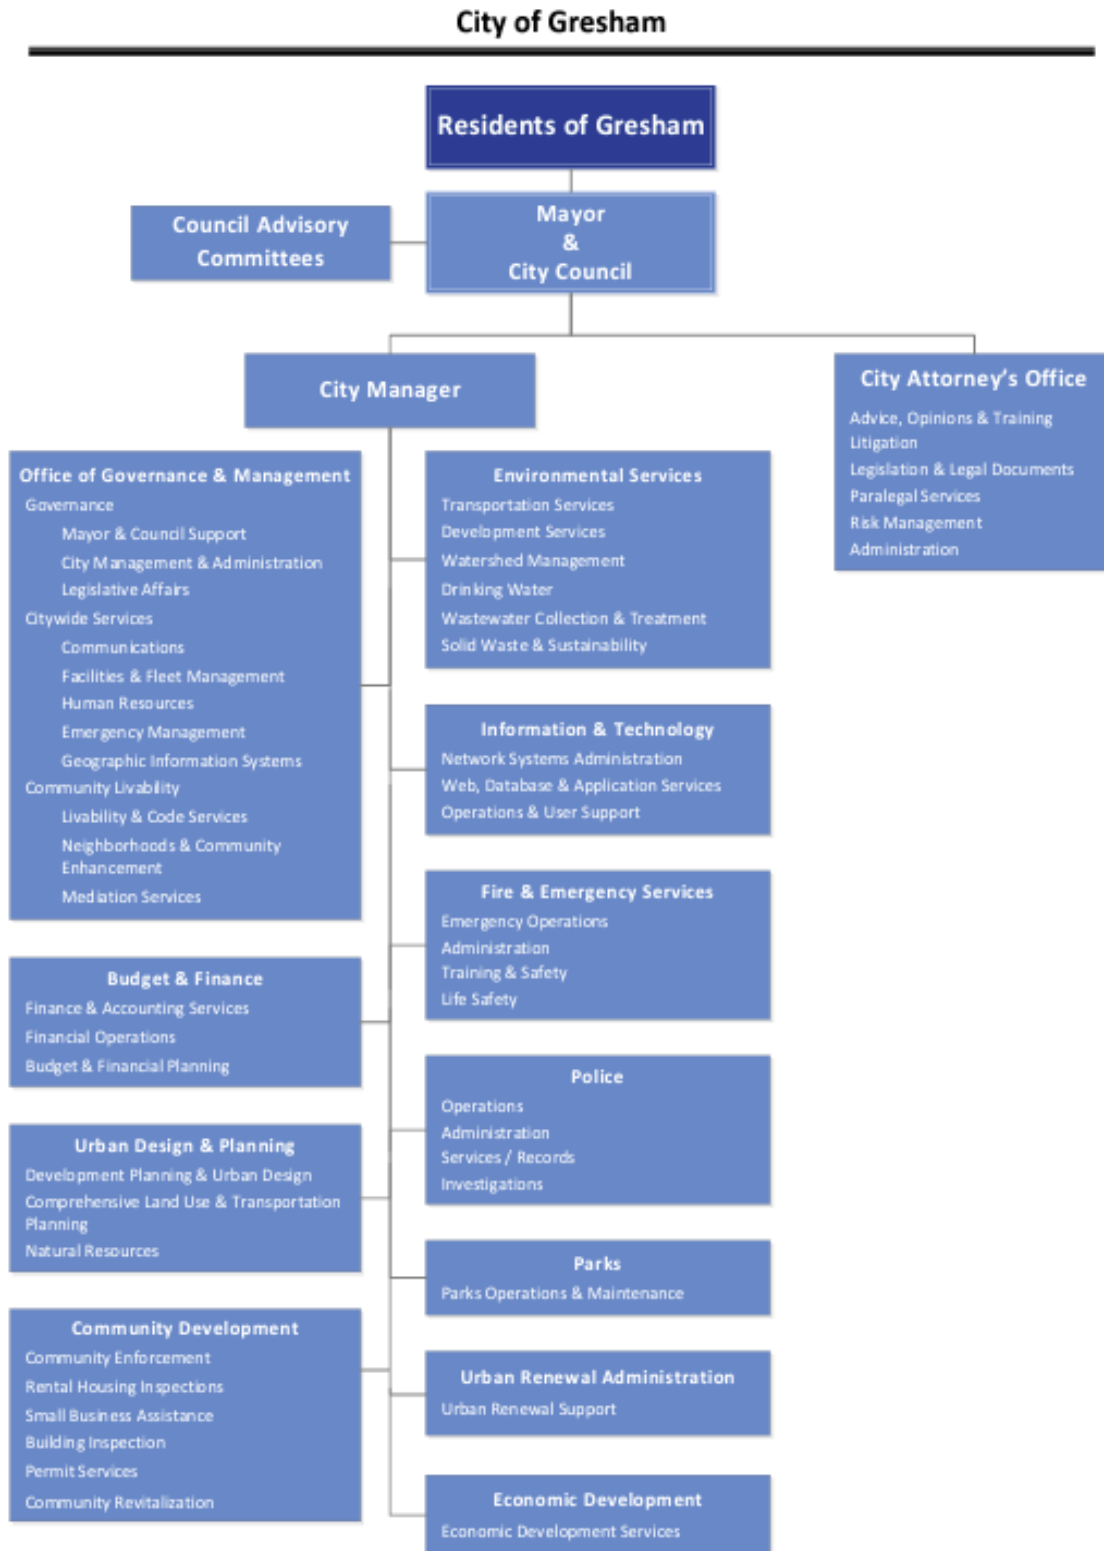 City of Gresham
Residents of Gresham
Council Advisory
Committees
Mayor
&
City Council
City Manager
City Attorney's Office
Advice, Opinions & Training
Litigation
Legislation & Legal Documents
Paralegal Services
Risk Management
Administration
Office of Governance & Management
Governance
Mayor & Council Support
City Management & Administration
Legislative Affairs
Citywide Services
Communications
Facilities & Fleet Management
Human Resources
Emergency Management
Geographic Information Systems
Community Livability
Livability & Code Services
Neighborhoods & Community
Enhancement
Mediation Services
Budget & Finance
Finance & Accounting Services
Financial Operations
Budget & Financial Planning
Urban Design & Planning
Development Planning & Urban Design
Comprehensive Land Use & Transportation
Planning
Natural Resources
Community Development
Community Enforcement
Rental Housing Inspections
Small Business Assistance
Building Inspection
Permit Services
Community Revitalization
Environmental Services
Transportation Services
Development Services
Watershed Management
Drinking Water
Wastewater Collection & Treatment
Solid Waste & Sustainability
Information & Technology
Network Systems Administration
Web, Database & Application Services
Operations & User Support
Fire & Emergency Services
Emergency Operations
Administration
Training & Safety
Life Safety
Police
Operations
Administration
Services / Records
Investigations
Parks
Parks Operations & Maintenance
Urban Renewal Administration
Urban Renewal Support
Economic Development
Economic Development Services